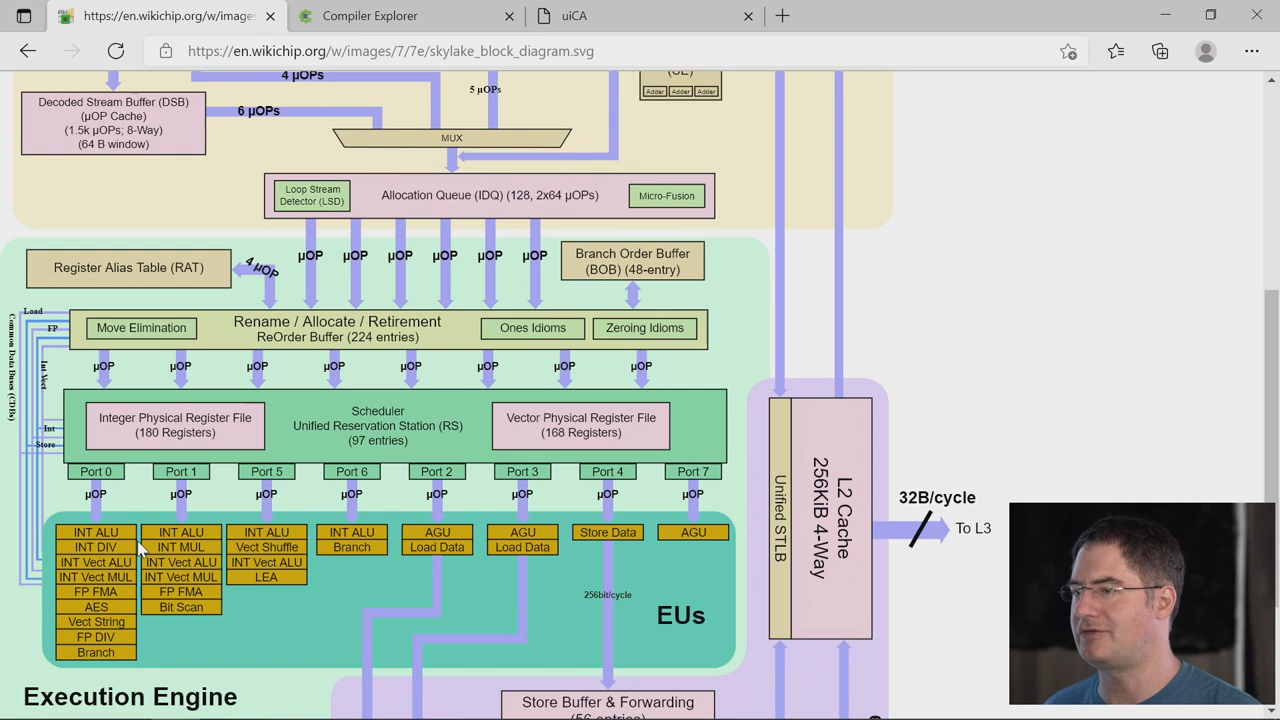 https://en.wikichip.org/w/images
Compiler Explorer
uiCA
https://en.wikichip.org/w/images/7/7e/skylake_block_diagram.svg
4 µOPs
5 µOPs
Adder Adder Adder
Decoded Stream Buffer (DSB)
(µOP Cache)
(1.5k µOPs; 8-Way)
(64 B window)
6 µOPs
MUX
Loop Stream
Detector (LSD)
Allocation Queue (IDQ) (128, 2x64 µOPs)
Micro-Fusion
µOP µOP µOP µOP µOP µOP
Register Alias Table (RAT)
4 µOP
Branch Order Buffer
(BOB) (48-entry)
Load
FP
Common Data Buses (CDBs)
Int Vect
Int
Store
Move Elimination
Rename / Allocate / Retirement
ReOrder Buffer (224 entries)
Ones Idioms
Zeroing Idioms
µOP µOP µOP µOP µOP µOP µOP µOP
Integer Physical Register File
(180 Registers)
Scheduler
Unified Reservation Station (RS)
(97 entries)
Vector Physical Register File
(168 Registers)
Port 0 Port 1 Port 5 Port 6 Port 2 Port 3 Port 4 Port 7
µOP µOP µOP µOP µOP µOP µOP µOP
INT ALU INT ALU INT ALU INT ALU AGU AGU Store Data AGU
INT DIV INT MUL Vect Shuffle Branch Load Data Load Data
INT Vect ALU INT Vect ALU INT Vect ALU
INT Vect MUL INT Vect MUL LEA
FP FMA FP FMA
AES Bit Scan
Vect String
FP DIV
Branch
256bit/cycle
EUs
Execution Engine
Store Buffer & Forwarding
(56 entries)
Unified STLB
L2 Cache
256KiB 4-Way
32B/cycle
To L3